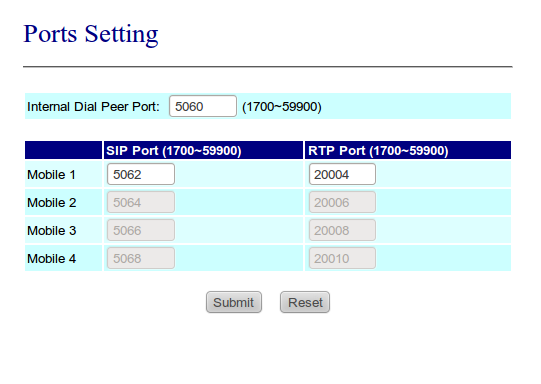 Ports Setting
Internal Dial Peer Port: 5060 (1700~59900)
SIP Port (1700~59900) RTP Port (1700~59900)
Mobile 1 5062 20004
Mobile 2 5064 20006
Mobile 3 5066 20008
Mobile 4 5068 20010
Submit Reset